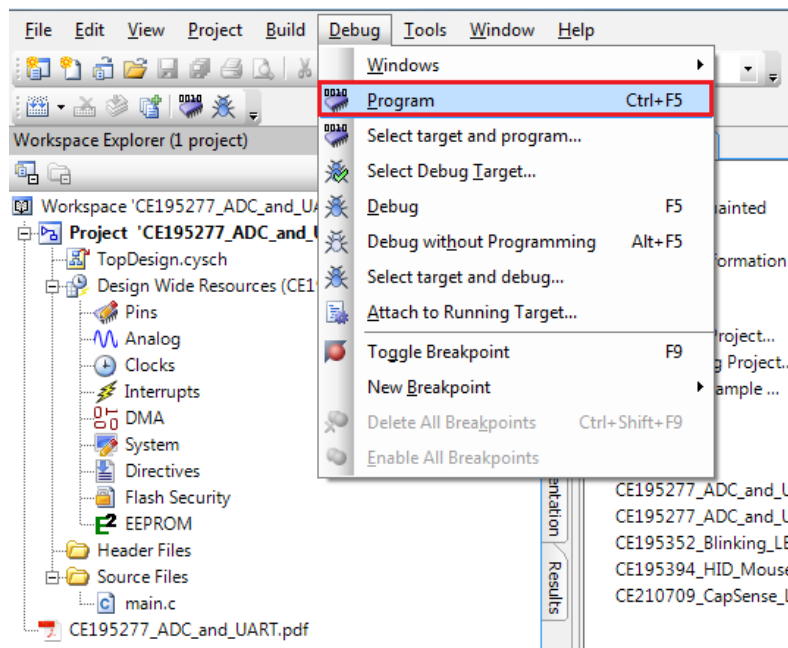 File Edit View Project Build Debug Tools Window Help
Windows
Program Ctrl+F5
Select target and program...
Select Debug Target...
Debug F5
Debug without Programming Alt+F5
Select target and debug...
Attach to Running Target...
Toggle Breakpoint F9
New Breakpoint
Delete All Breakpoints Ctrl+Shift+F9
Enable All Breakpoints
Workspace Explorer (1 project)
Workspace 'CE195277_ADC_and_UA
Project 'CE195277_ADC_and_U
TopDesign.cysch
Design Wide Resources (CE1
Pins
Analog
Clocks
Interrupts
DMA
System
Directives
Flash Security
EEPROM
Header Files
Source Files
main.c
CE195277_ADC_and_UART.pdf
entation
Results
ainted
formation
roject...
g Project..
ample ...
CE195277_ADC_and_U
CE195277_ADC_and_U
CE195352_Blinking_LE
CE195394_HID_Mouse
CE210709_CapSense_L